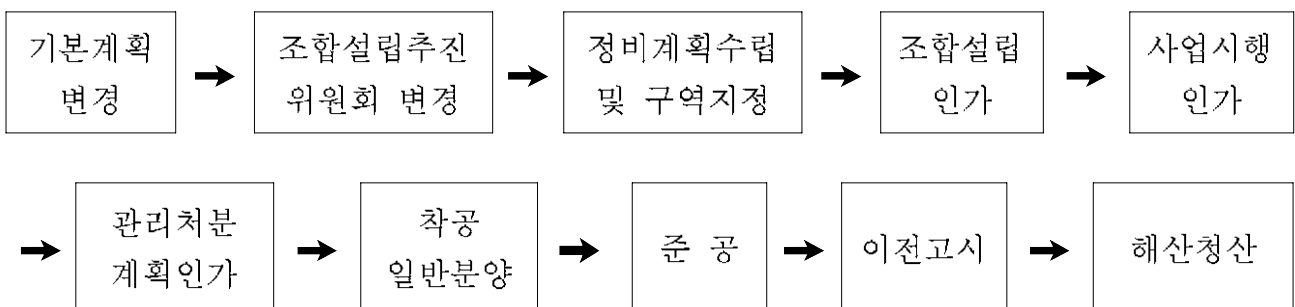 기본계획
변경
조합설립추진
위원회 변경
정비계획수립
및 구역지정
조합설립
인가
사업시행
인가
관리처분
계획인가
착공
일반분양
준 공
이전고시
해산청산